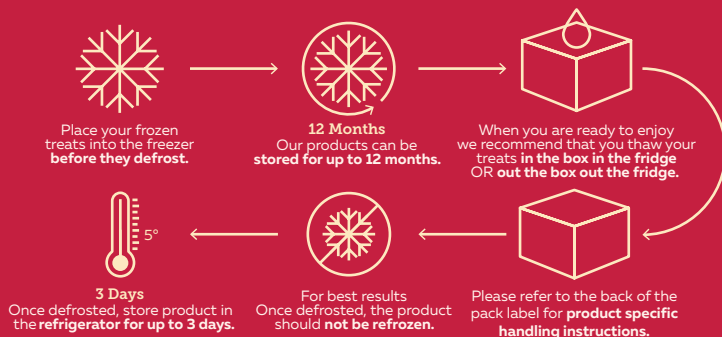 Place your frozen
treats into the freezer
before they defrost.
12 Months
Our products can be
stored for up to 12 months.
When you are ready to enjoy
we recommend that you thaw your
treats in the box in the fridge
OR out the box out the fridge.
Please refer to the back of the
pack label for product specific
handling instructions.
For best results
Once defrosted, the product
should not be refrozen.
5°
3 Days
Once defrosted, store product in
the refrigerator for up to 3 days.